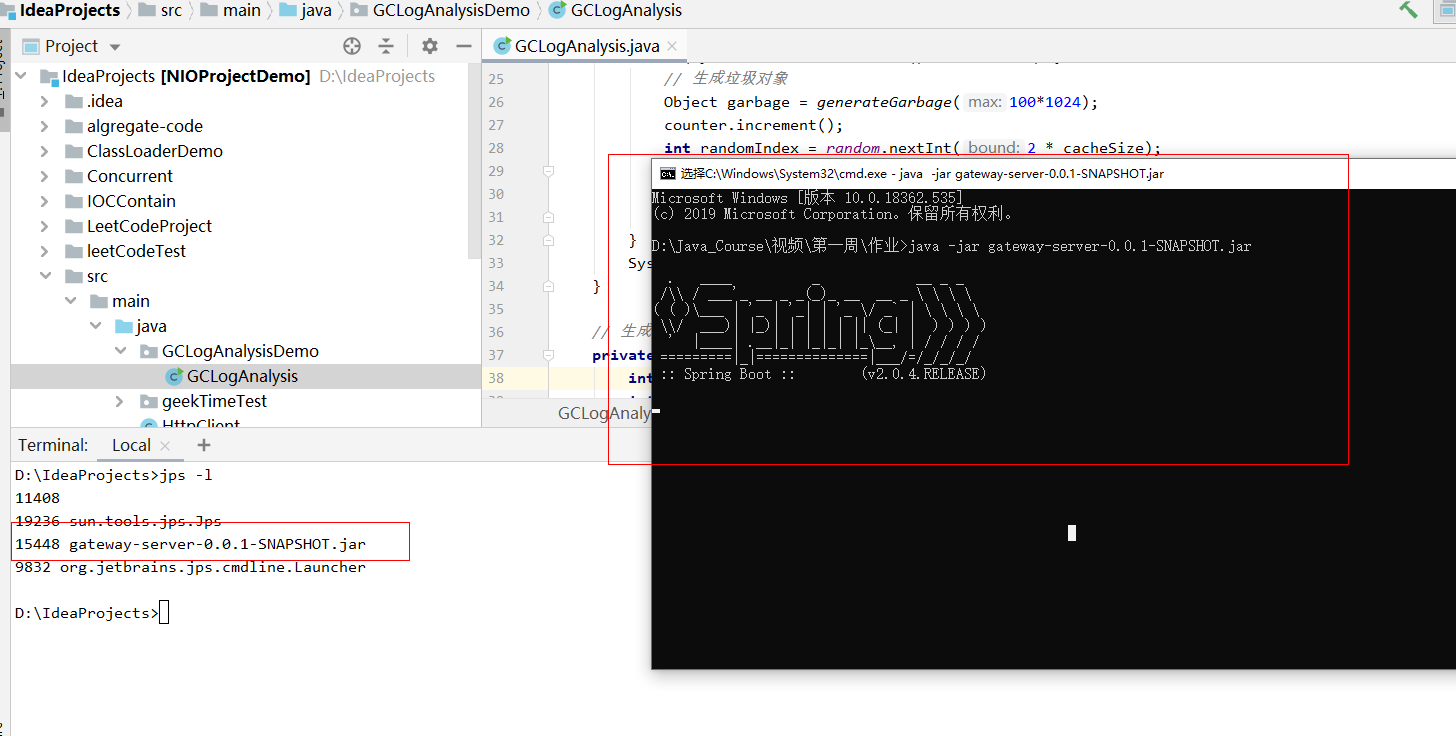 IdeaProjects src main java GCLogAnalysisDemo GCLogAnalysis
Project
IdeaProjects [NIOProjectDemo] D:\IdeaProjects
.idea
algregate-code
ClassLoaderDemo
Concurrent
IOCContain
LeetCodeProject
leetCodeTest
src
main
java
GCLogAnalysisDemo
GCLogAnalysis
geekTimeTest
HttpClient
GCLogAnalysis.java
25 // 生成垃圾对象
26 Object garbage = generateGarbage( max: 100*1024);
27 counter.increment();
28 int randomIndex = random.nextInt( bound: 2 * cacheSize);
29
30
31
32 }
33 Sys
34 }
35
36 // 生成
37 private
38 int
GCLogAnaly
选择C:\Windows\System32\cmd.exe - java -jar gateway-server-0.0.1-SNAPSHOT.jar
Microsoft Windows [版本 10.0.18362.535]
(c) 2019 Microsoft Corporation。保留所有权利。
D:\Java_Course\视频\第一周\作业>java -jar gateway-server-0.0.1-SNAPSHOT.jar
Spring
:: Spring Boot :: (v2.0.4.RELEASE)
Terminal: Local +
D:\IdeaProjects>jps -l
11408
19236 sun.tools.jps.Jps
15448 gateway-server-0.0.1-SNAPSHOT.jar
9832 org.jetbrains.jps.cmdline.Launcher
D:\IdeaProjects>